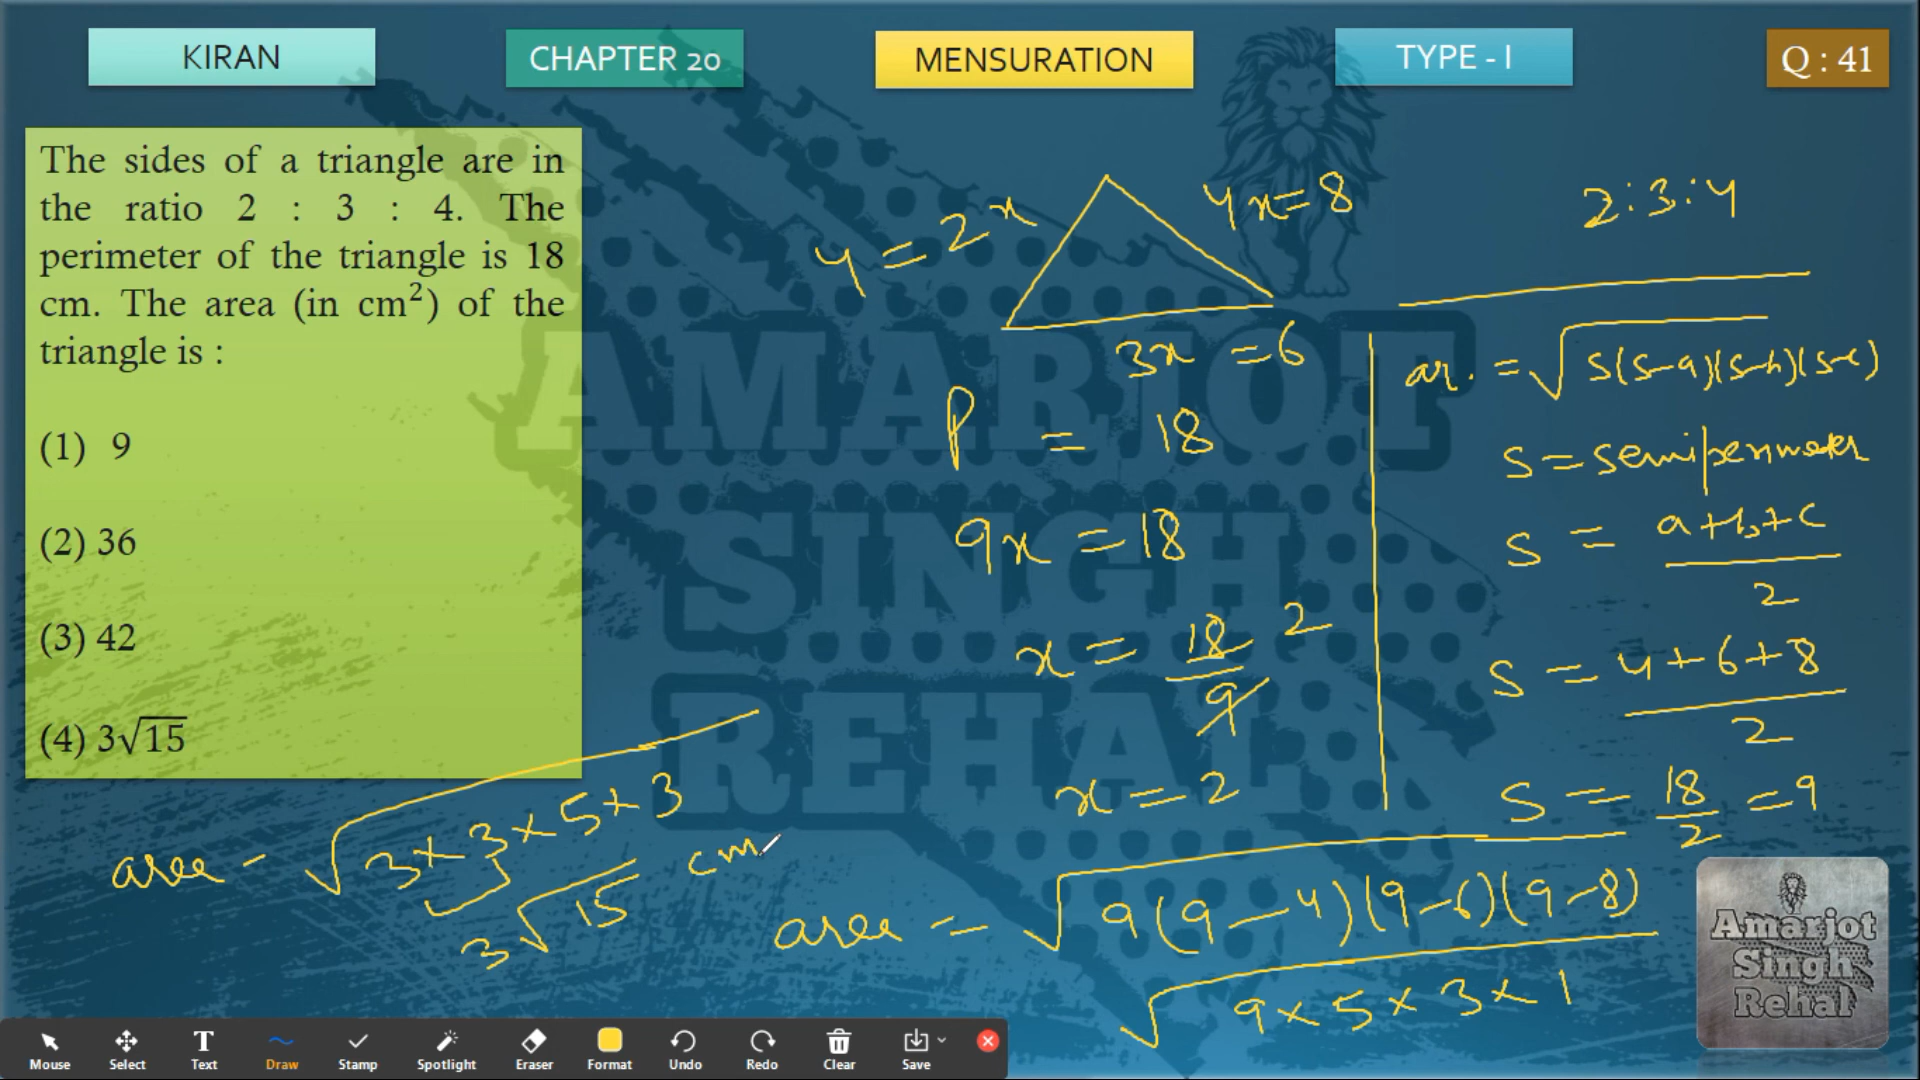 KIRAN
CHAPTER 20
MENSURATION
TYPE - I
Q : 41
The sides of a triangle are in
the ratio 2 : 3 : 4. The
perimeter of the triangle is 18
cm. The area (in cm²) of the
triangle is :
(1) 9
(2) 36
(3) 42
(4) 3√15
4 = 2x
4x = 8
3x = 6
P = 18
9x = 18
x = 18/9 2
x = 2
2:3:4
ar. = √s(s-a)(s-b)(s-c)
s = semiperimeter
s = a+b+c/2
s = 4+6+8/2
s = 18/2 = 9
area = √9(9-4)(9-6)(9-8)
√9×5×3×1
area - √3×3×5×3
3√15 cm
AMARJOT
SINGH
REHAL
Amarjot
Singh
Rehal
Mouse
Select
Text
Draw
Stamp
Spotlight
Eraser
Format
Undo
Redo
Clear
Save